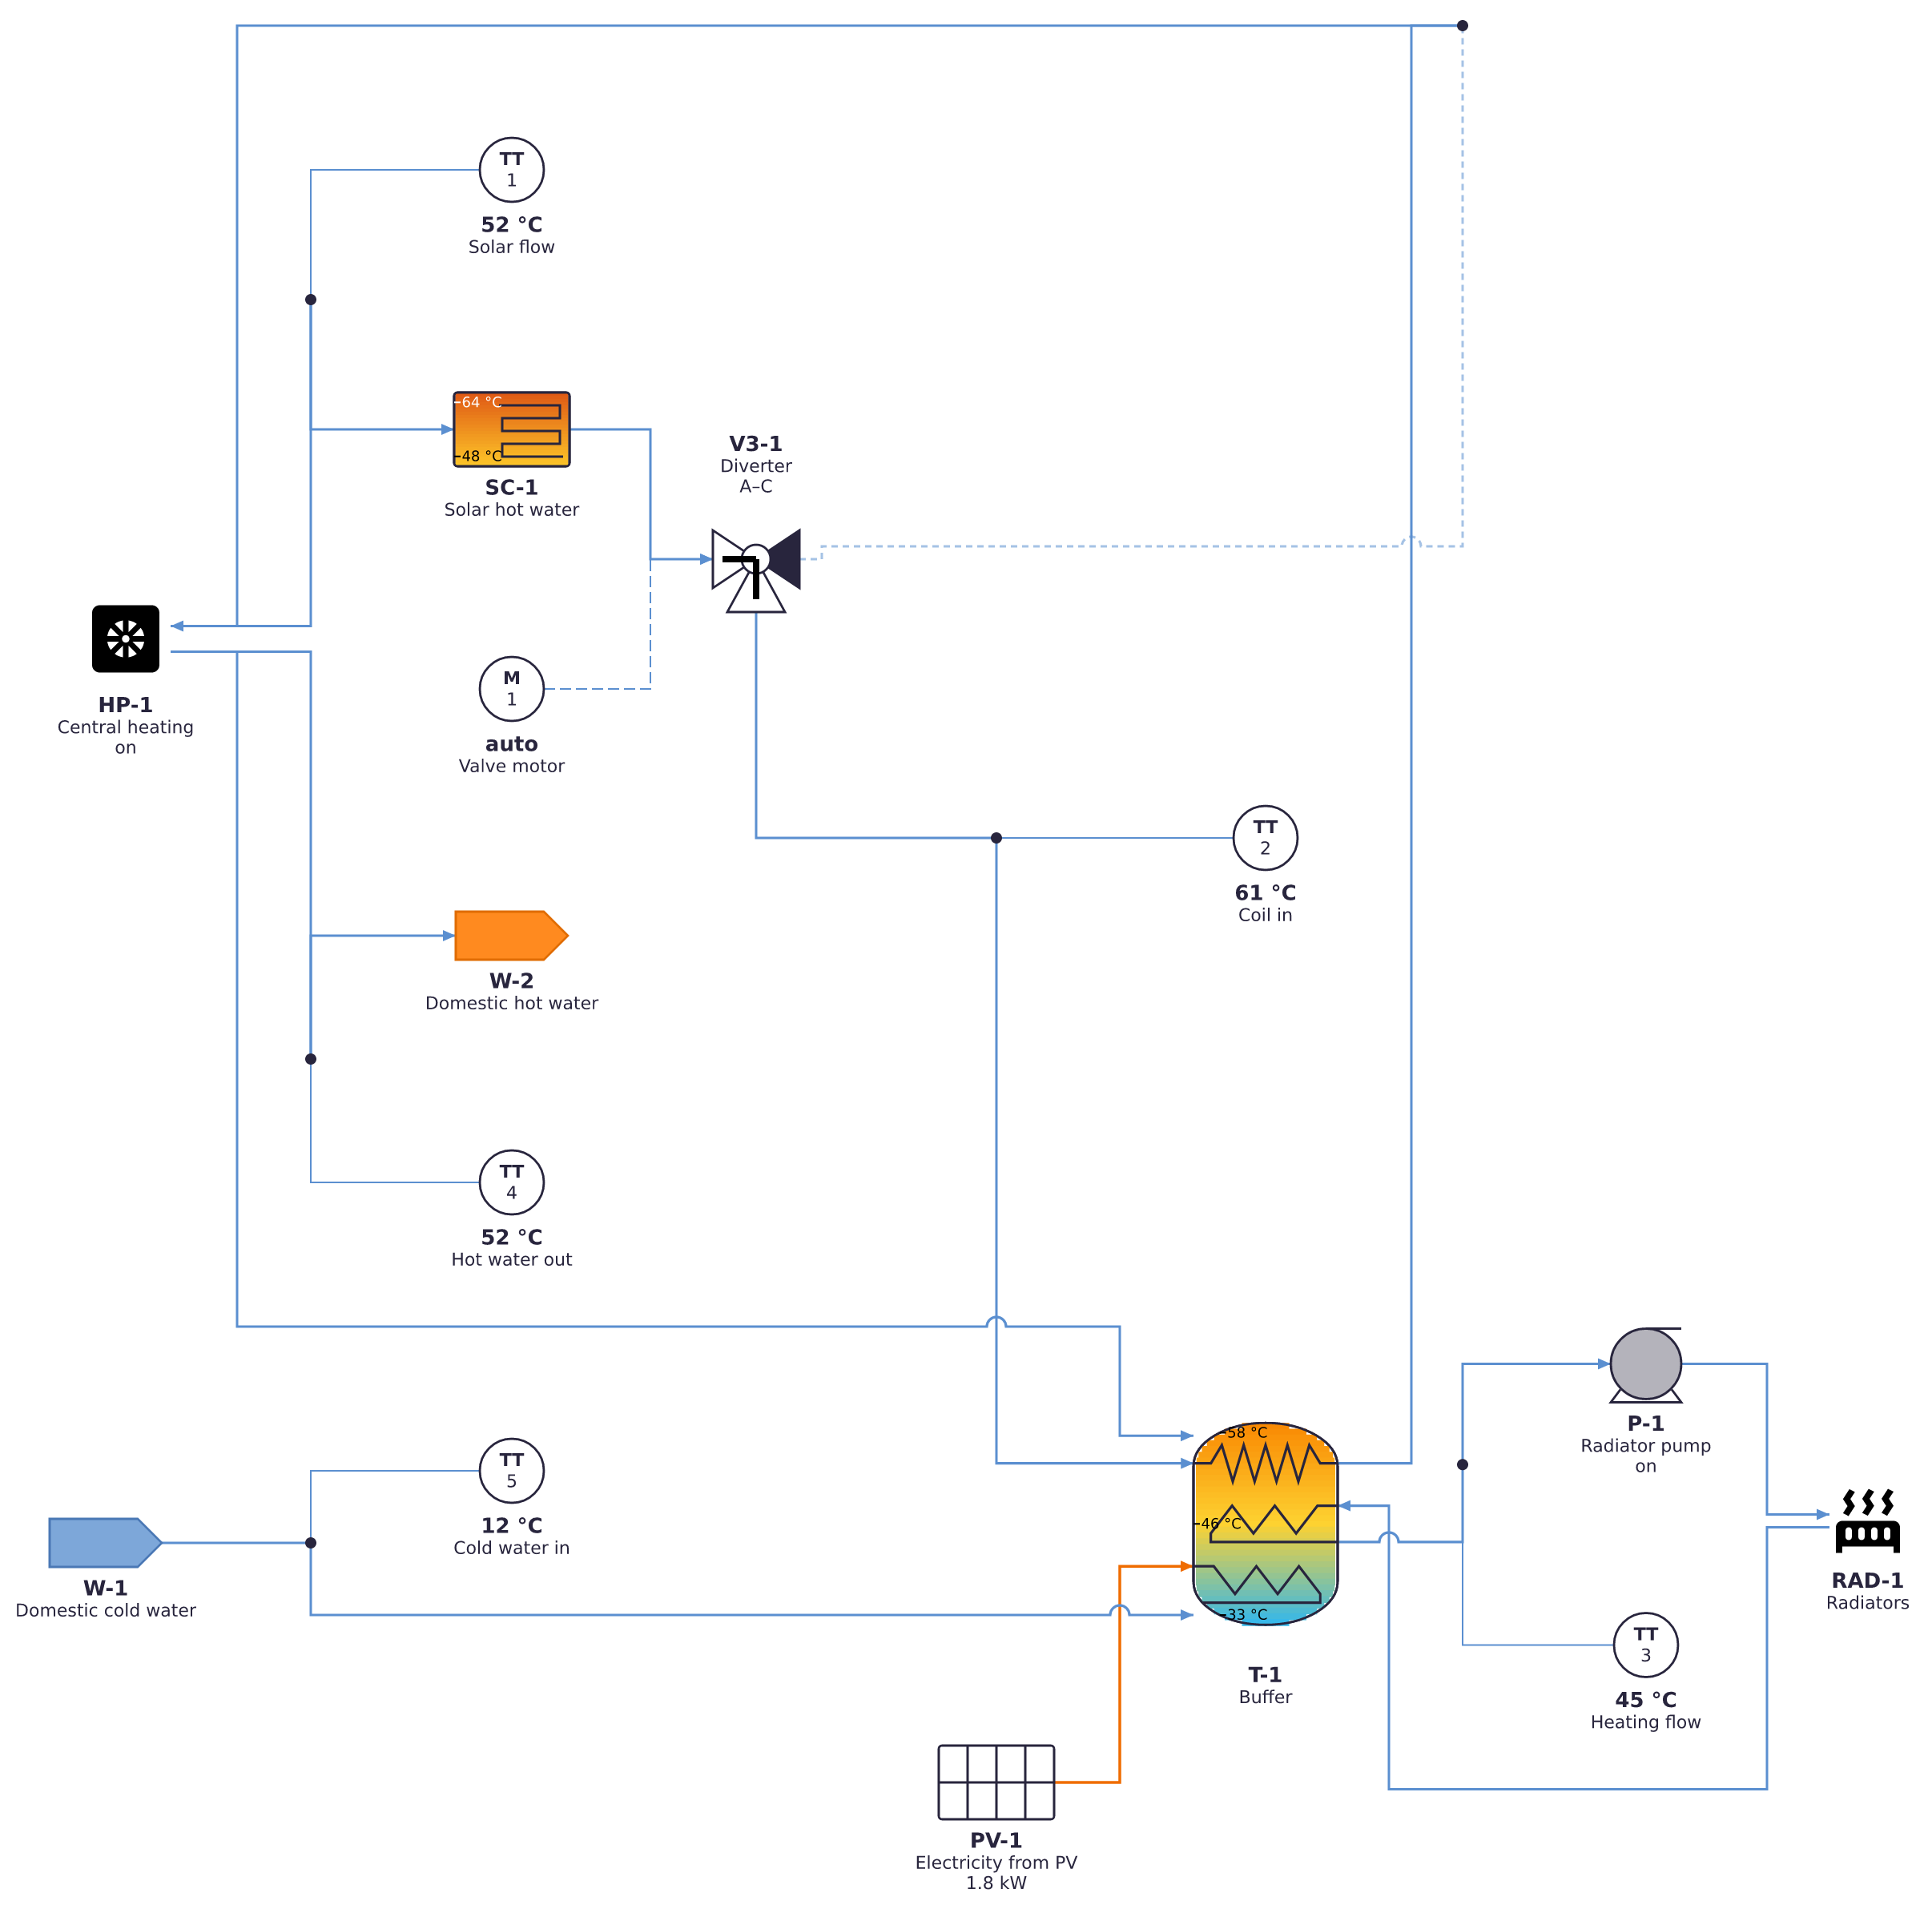 TT
1
52 °C
Solar flow
64 °C
48 °C
SC-1
Solar hot water
V3-1
Diverter
A–C
HP-1
Central heating
on
M
1
auto
Valve motor
TT
2
61 °C
Coil in
W-2
Domestic hot water
TT
4
52 °C
Hot water out
P-1
Radiator pump
on
58 °C
46 °C
33 °C
T-1
Buffer
TT
5
12 °C
Cold water in
W-1
Domestic cold water
RAD-1
Radiators
TT
3
45 °C
Heating flow
PV-1
Electricity from PV
1.8 kW